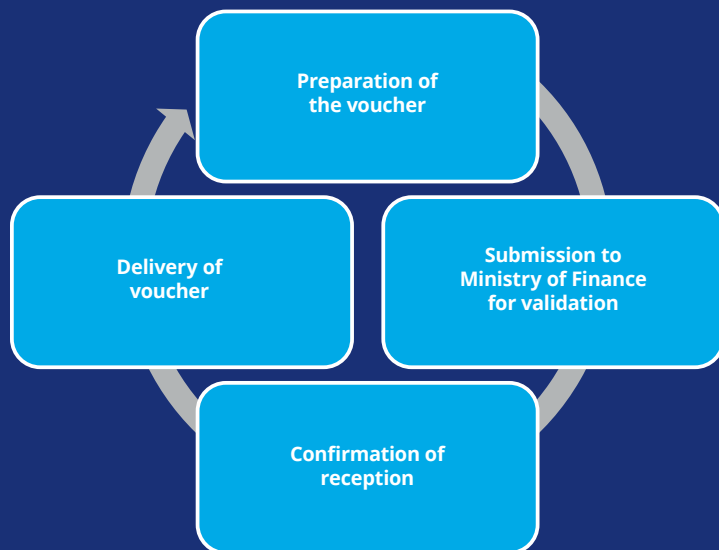 Preparation of
the voucher
Submission to
Ministry of Finance
for validation
Confirmation of
reception
Delivery of
voucher